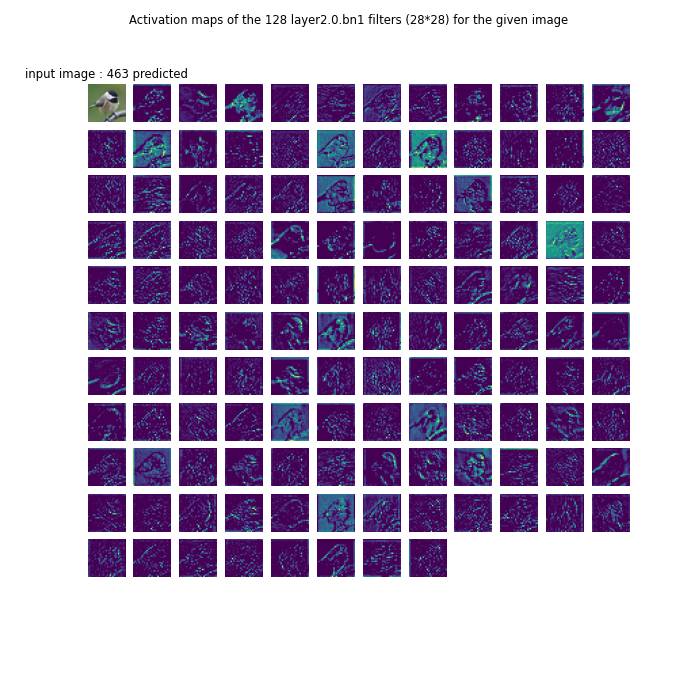 Activation maps of the 128 layer2.0.bn1 filters (28*28) for the given image
input image : 463 predicted